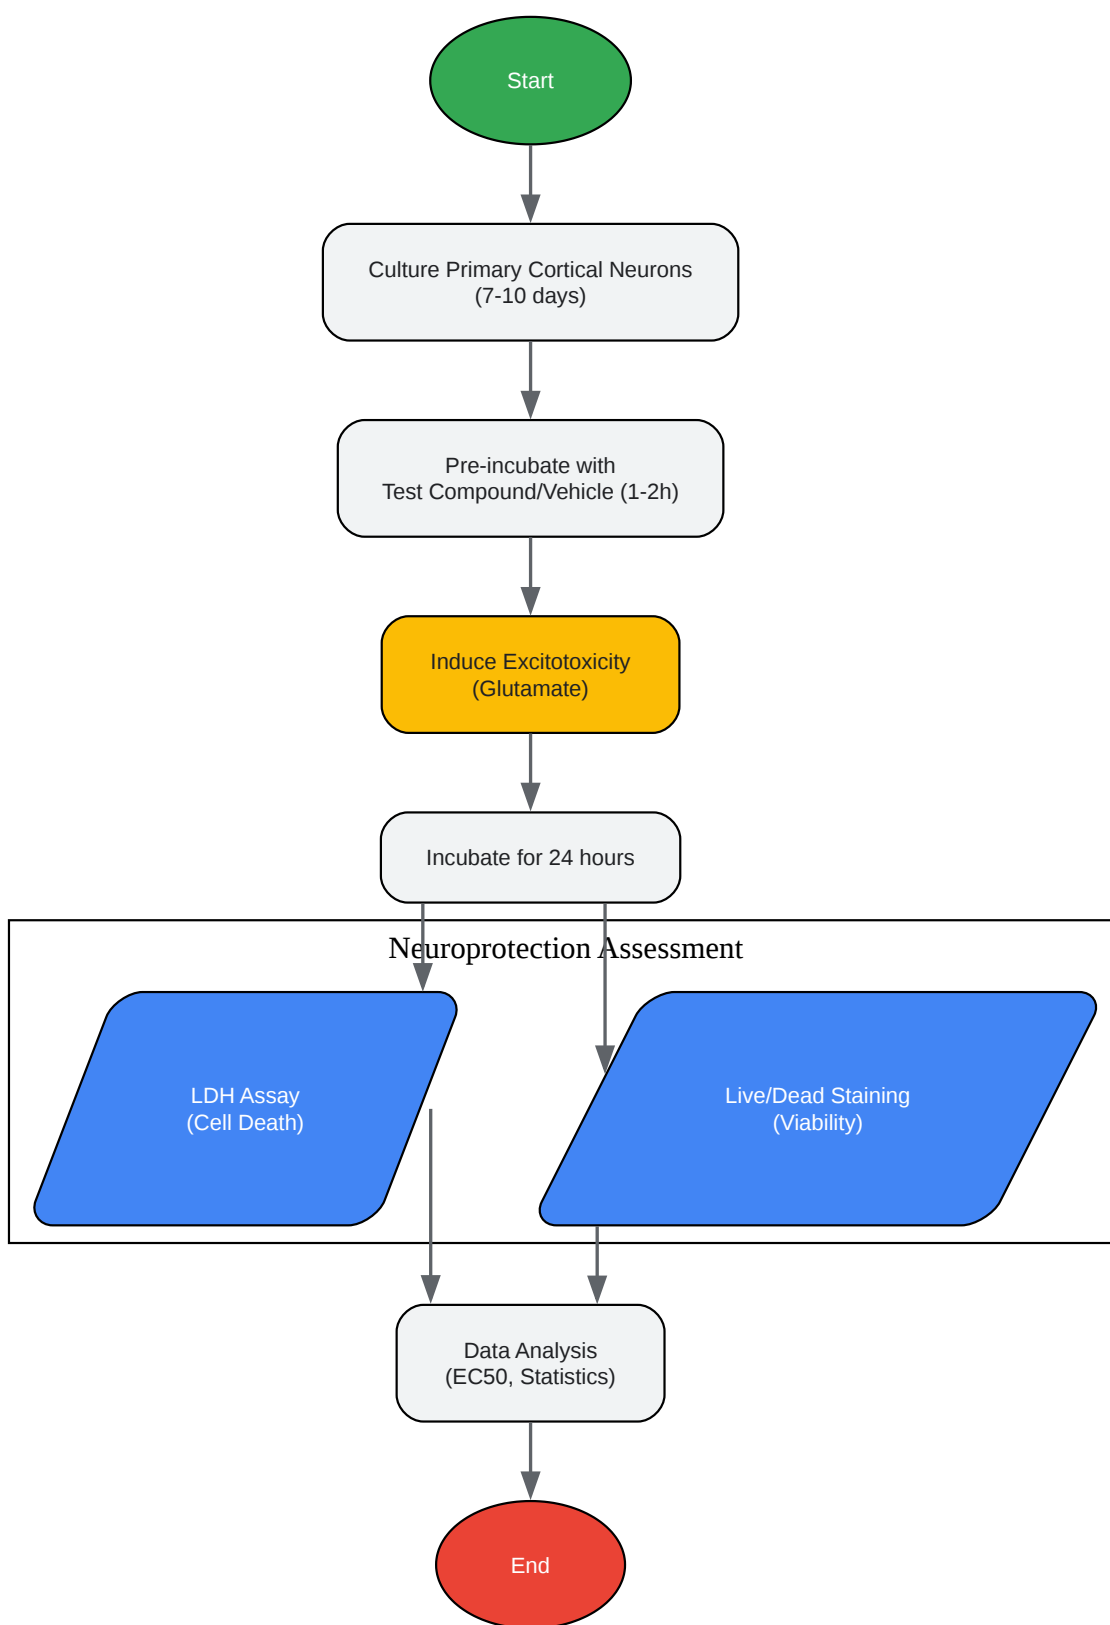 Start
Culture Primary Cortical Neurons
(7-10 days)
Pre-incubate with
Test Compound/Vehicle (1-2h)
Induce Excitotoxicity
(Glutamate)
Incubate for 24 hours
Neuroprotection Assessment
LDH Assay
(Cell Death)
Live/Dead Staining
(Viability)
Data Analysis
(EC50, Statistics)
End